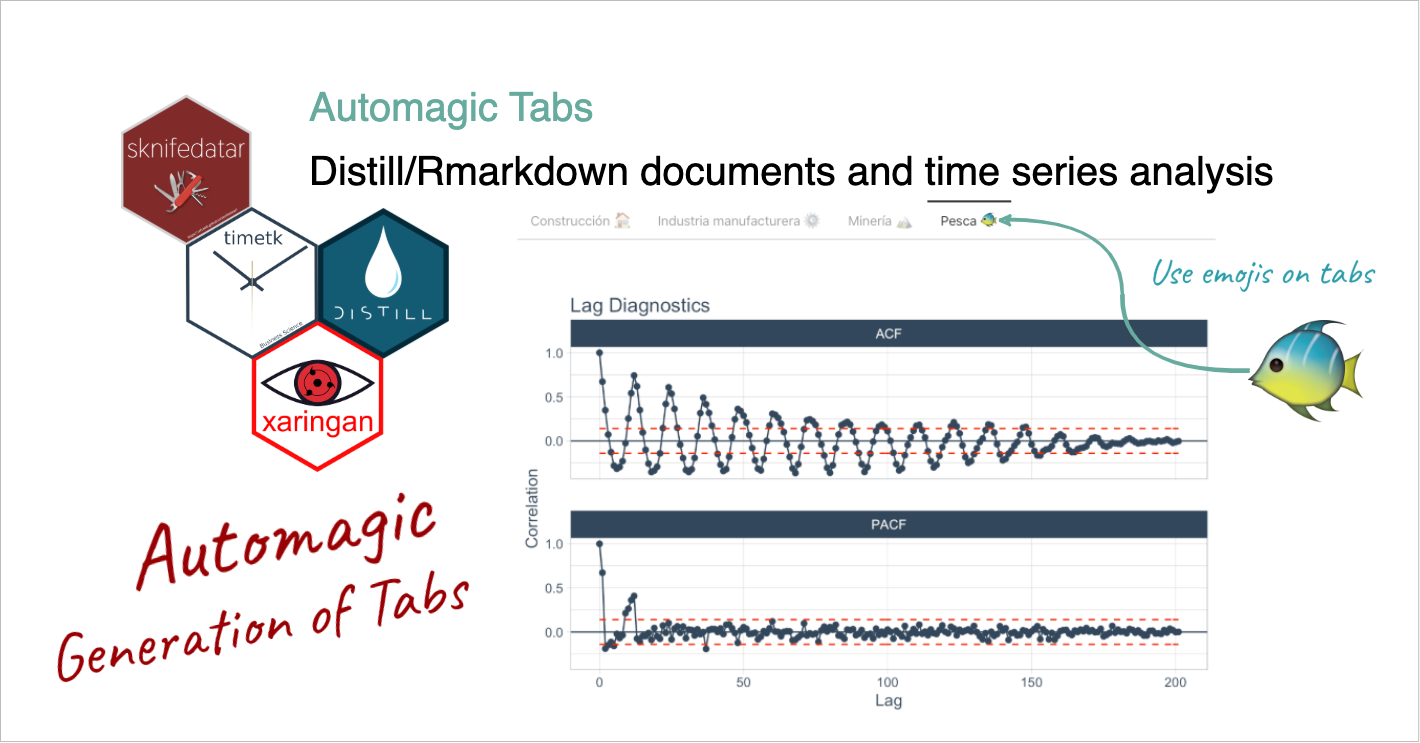 Automagic Tabs
Distill/Rmarkdown documents and time series analysis
sknifedatar
timetk
Business Science
DISTILL
xaringan
Automagic
Generation of Tabs
Construcción 🏠 Industria manufacturera ⚙️ Minería ⛰️ Pesca 🐠
Use emojis on tabs
Lag Diagnostics
ACF
1.0
0.5
0.0
Correlation
PACF
1.0
0.5
0.0
0 50 100 150 200
Lag